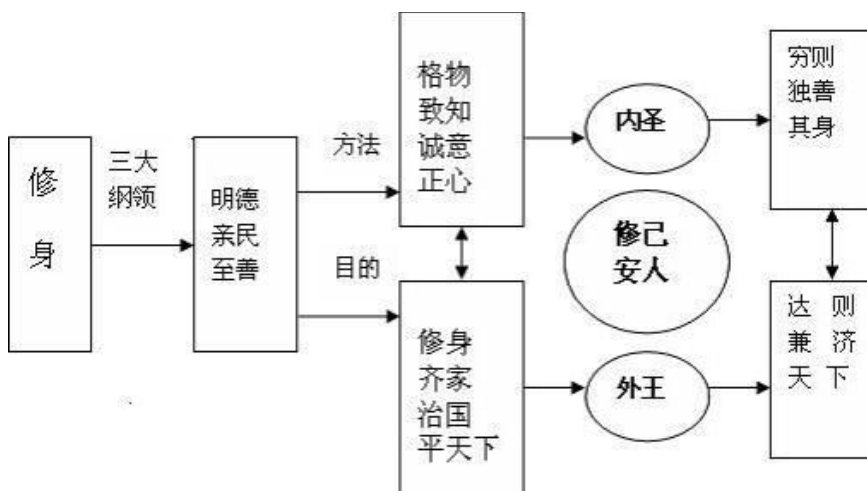 修
身
三大
纲领
明德
亲民
至善
方法
目的
格物
致知
诚意
正心
修身
齐家
治国
平天下
内圣
修己
安人
外王
穷则
独善
其身
达 则
兼 济
天 下